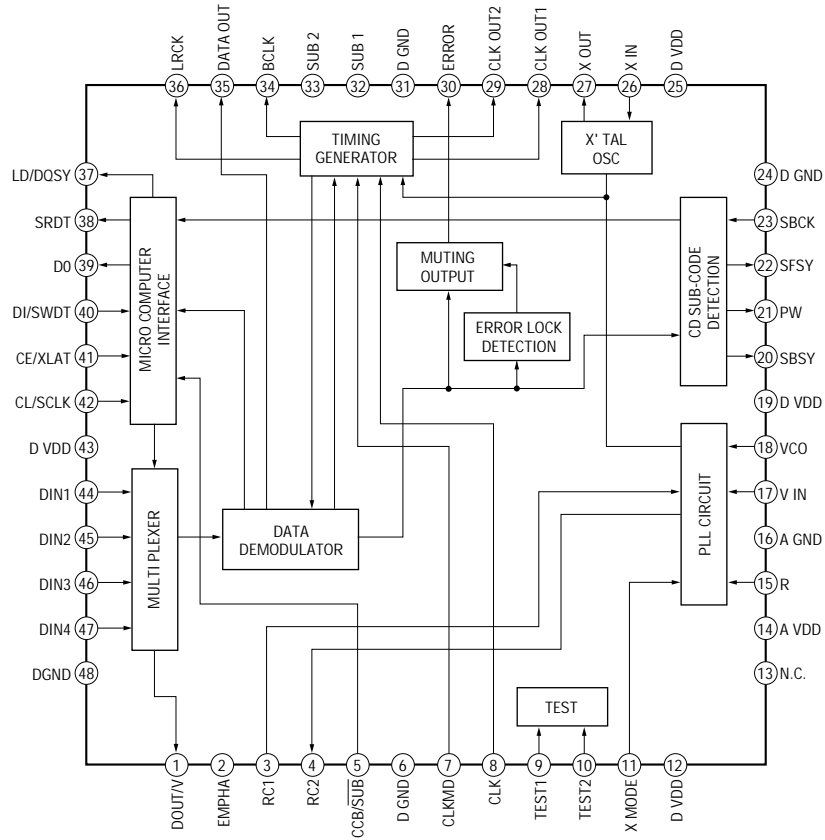 LRCK
DATA OUT
BCLK
SUB 2
SUB 1
D GND
ERROR
CLK OUT2
CLK OUT1
X OUT
X IN
D VDD
36
35
34
33
32
31
30
29
28
27
26
25
TIMING
GENERATOR
X' TAL
OSC
LD/DQSY 37
SRDT 38
D0 39
DI/SWDT 40
CE/XLAT 41
CL/SCLK 42
D VDD 43
DIN1 44
DIN2 45
DIN3 46
DIN4 47
DGND 48
MICRO COMPUTER
INTERFACE
MULTI PLEXER
MUTING
OUTPUT
ERROR LOCK
DETECTION
DATA
DEMODULATOR
CD SUB-CODE
DETECTION
PLL CIRCUIT
24 D GND
23 SBCK
22 SFSY
21 PW
20 SBSY
19 D VDD
18 VCO
17 V IN
16 A GND
15 R
14 A VDD
13 N.C.
TEST
1
2
3
4
5
6
7
8
9
10
11
12
DOUT/V
EMPHA
RC1
RC2
CCB/SUB
D GND
CLKMD
CLK
TEST1
TEST2
X MODE
D VDD